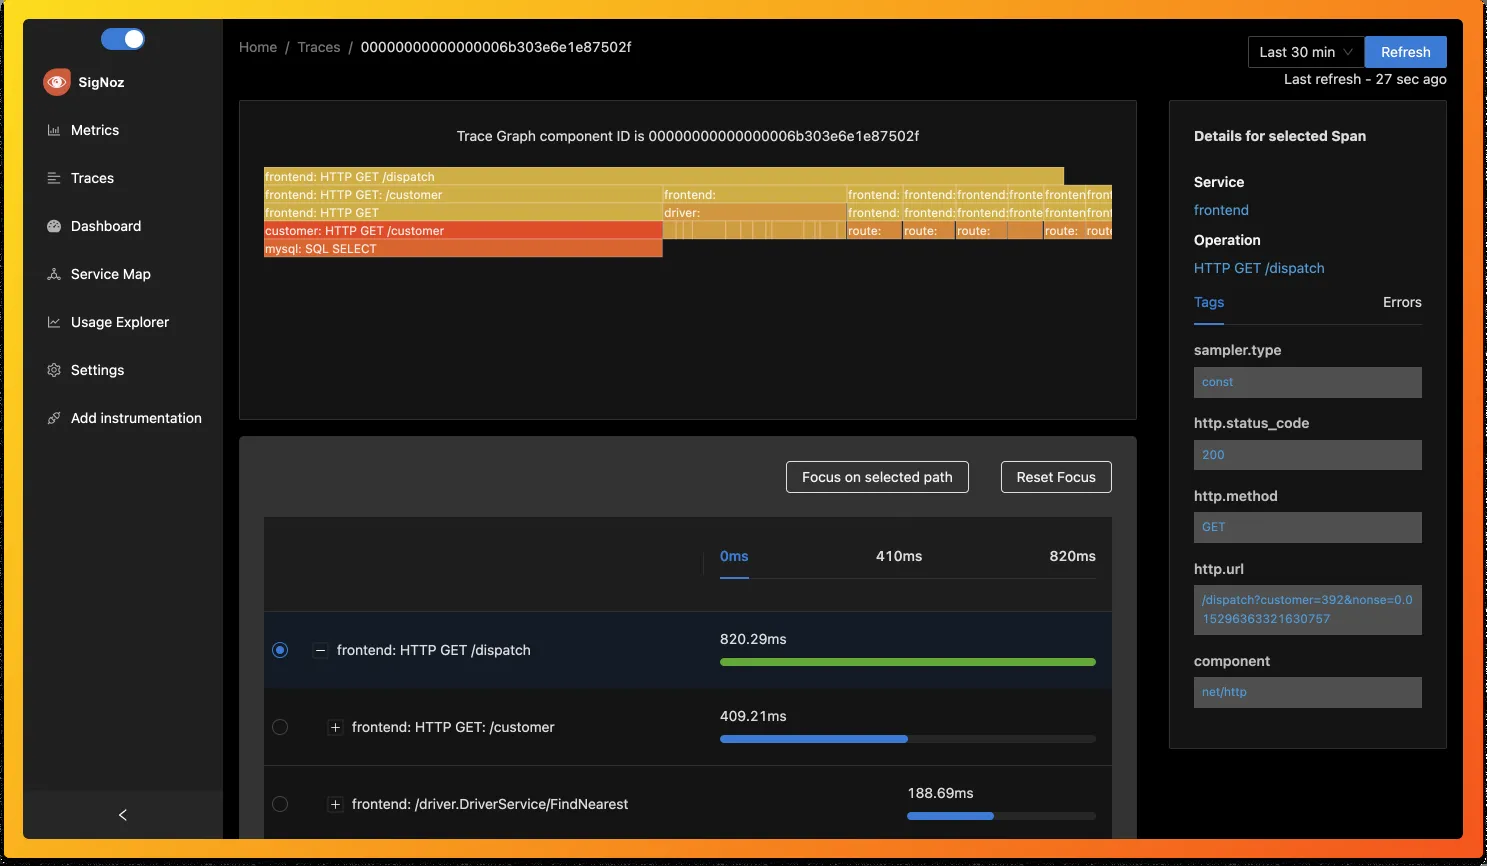 SigNoz
Metrics
Traces
Dashboard
Service Map
Usage Explorer
Settings
Add instrumentation
Home / Traces / 00000000000000006b303e6e1e87502f
Last 30 min
Refresh
Last refresh - 27 sec ago
Trace Graph component ID is 00000000000000006b303e6e1e87502f
frontend: HTTP GET /dispatch
frontend: HTTP GET: /customer frontend: frontend: frontend: frontend: fronte fronten front
frontend: HTTP GET driver: frontend: frontend: frontend: fronte fronten front
customer: HTTP GET /customer route: route: route: route: route
mysql: SQL SELECT
Focus on selected path
Reset Focus
0ms 410ms 820ms
frontend: HTTP GET /dispatch 820.29ms
frontend: HTTP GET: /customer 409.21ms
frontend: /driver.DriverService/FindNearest 188.69ms
Details for selected Span
Service
frontend
Operation
HTTP GET /dispatch
Tags Errors
sampler.type
const
http.status_code
200
http.method
GET
http.url
/dispatch?customer=392&nonse=0.0
15296363321630757
component
net/http